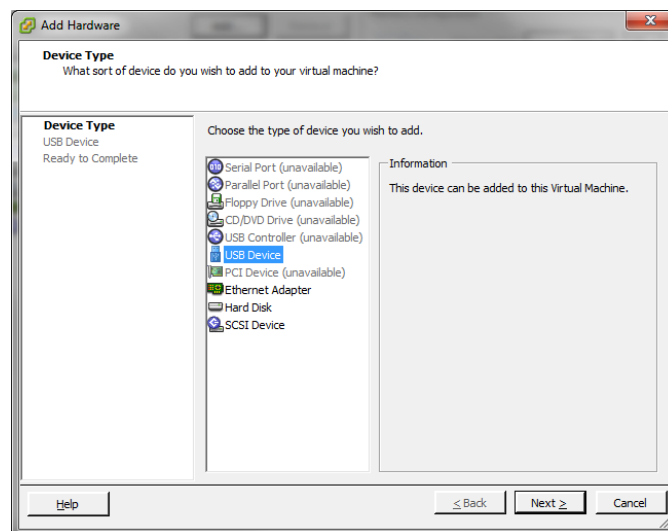 Add Hardware
Device Type
What sort of device do you wish to add to your virtual machine?
Device Type
USB Device
Ready to Complete
Choose the type of device you wish to add.
Serial Port (unavailable)
Parallel Port (unavailable)
Floppy Drive (unavailable)
CD/DVD Drive (unavailable)
USB Controller (unavailable)
USB Device
PCI Device (unavailable)
Ethernet Adapter
Hard Disk
SCSI Device
Information
This device can be added to this Virtual Machine.
Help
< Back
Next >
Cancel